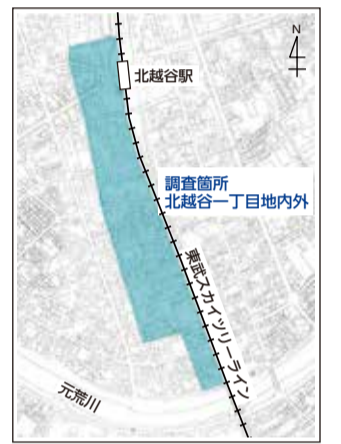 N
北越谷駅
調査箇所
北越谷一丁目地内外
東武スカイツリーライン
元荒川